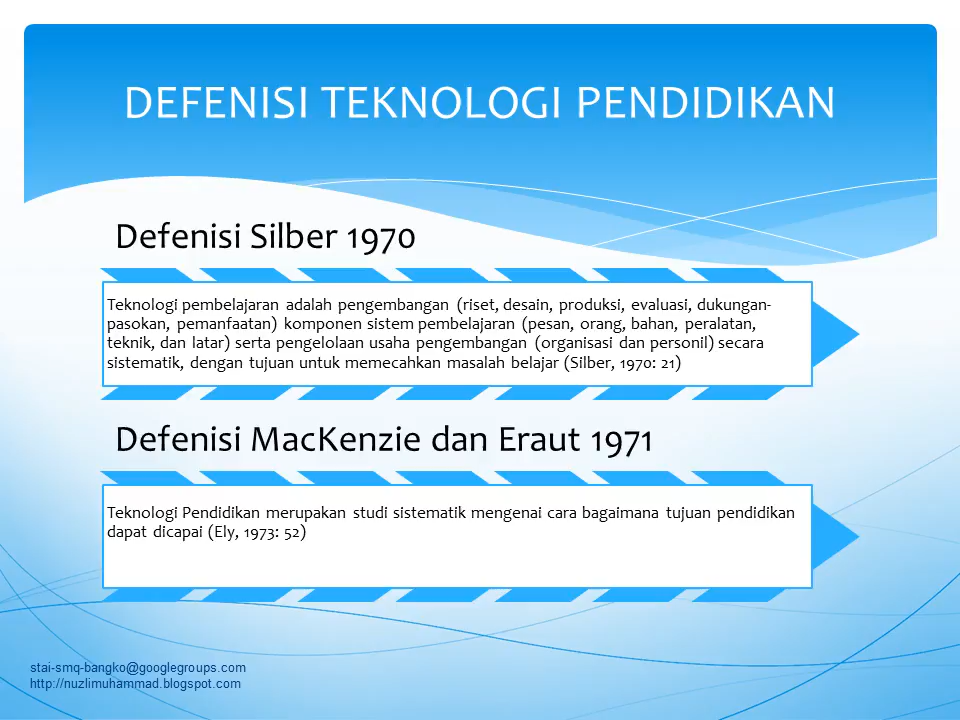 DEFENISI TEKNOLOGI PENDIDIKAN
Defenisi Silber 1970
Teknologi pembelajaran adalah pengembangan (riset, desain, produksi, evaluasi, dukungan-
pasokan, pemanfaatan) komponen sistem pembelajaran (pesan, orang, bahan, peralatan,
teknik, dan latar) serta pengelolaan usaha pengembangan (organisasi dan personil) secara
sistematik, dengan tujuan untuk memecahkan masalah belajar (Silber, 1970: 21)
Defenisi MacKenzie dan Eraut 1971
Teknologi Pendidikan merupakan studi sistematik mengenai cara bagaimana tujuan pendidikan
dapat dicapai (Ely, 1973: 52)
stai-smq-bangko@googlegroups.com
http://nuzlimuhammad.blogspot.com